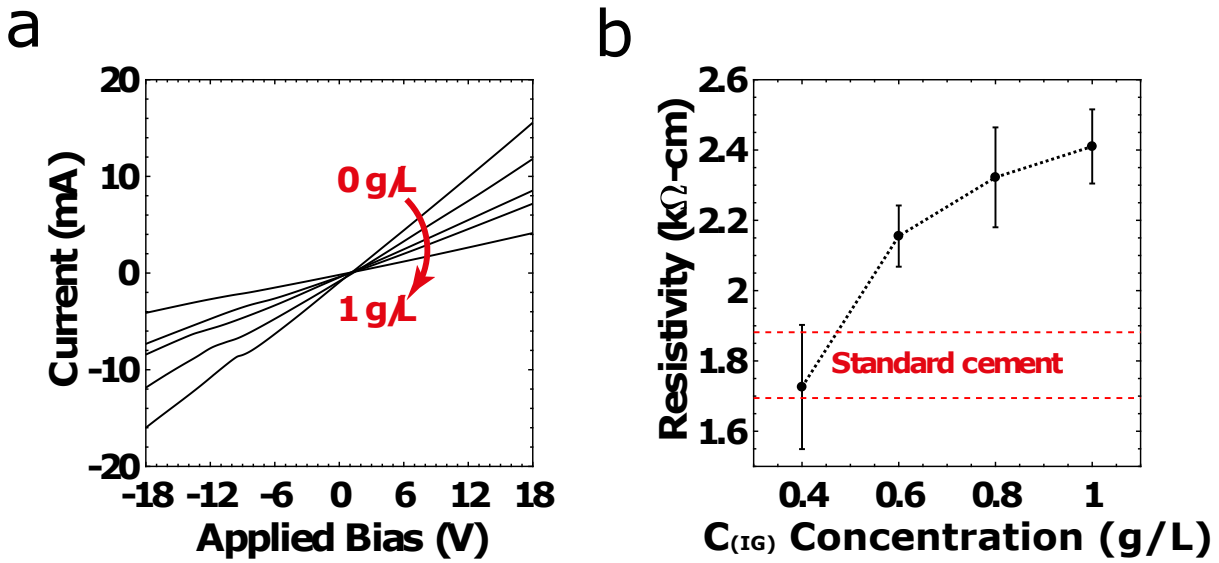 a
20
10
0
-10
-20
Current (mA)
0 g/L
1 g/L
-18 -12 -6 0 6 12 18
Applied Bias (V)
b
2.6
2.4
2.2
2
1.8
1.6
Resistivity (kΩ-cm)
Standard cement
0.4 0.6 0.8 1
C(IG) Concentration (g/L)